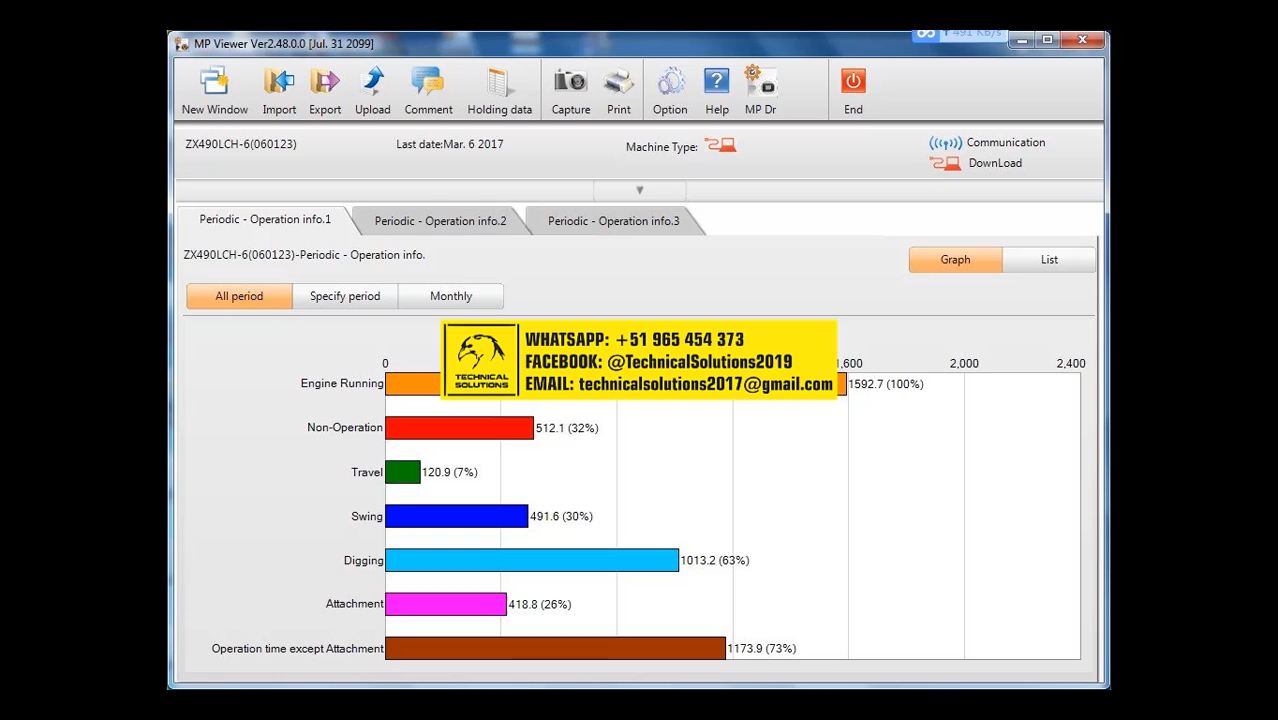 MP Viewer Ver2.48.0.0 [Jul. 31 2099]
491 KB/s
New Window Import Export Upload Comment Holding data Capture Print Option Help MP Dr End
ZX490LCH-6(060123) Last date:Mar. 6 2017 Machine Type: Communication
DownLoad
Periodic - Operation info.1 Periodic - Operation info.2 Periodic - Operation info.3
ZX490LCH-6(060123)-Periodic - Operation info. Graph List
All period Specify period Monthly
WHATSAPP: +51 965 454 373
FACEBOOK: @TechnicalSolutions2019
EMAIL: technicalsolutions2017@gmail.com
TECHNICAL
SOLUTIONS
0 1,600 2,000 2,400
Engine Running 1592.7 (100%)
Non-Operation 512.1 (32%)
Travel 120.9 (7%)
Swing 491.6 (30%)
Digging 1013.2 (63%)
Attachment 418.8 (26%)
Operation time except Attachment 1173.9 (73%)